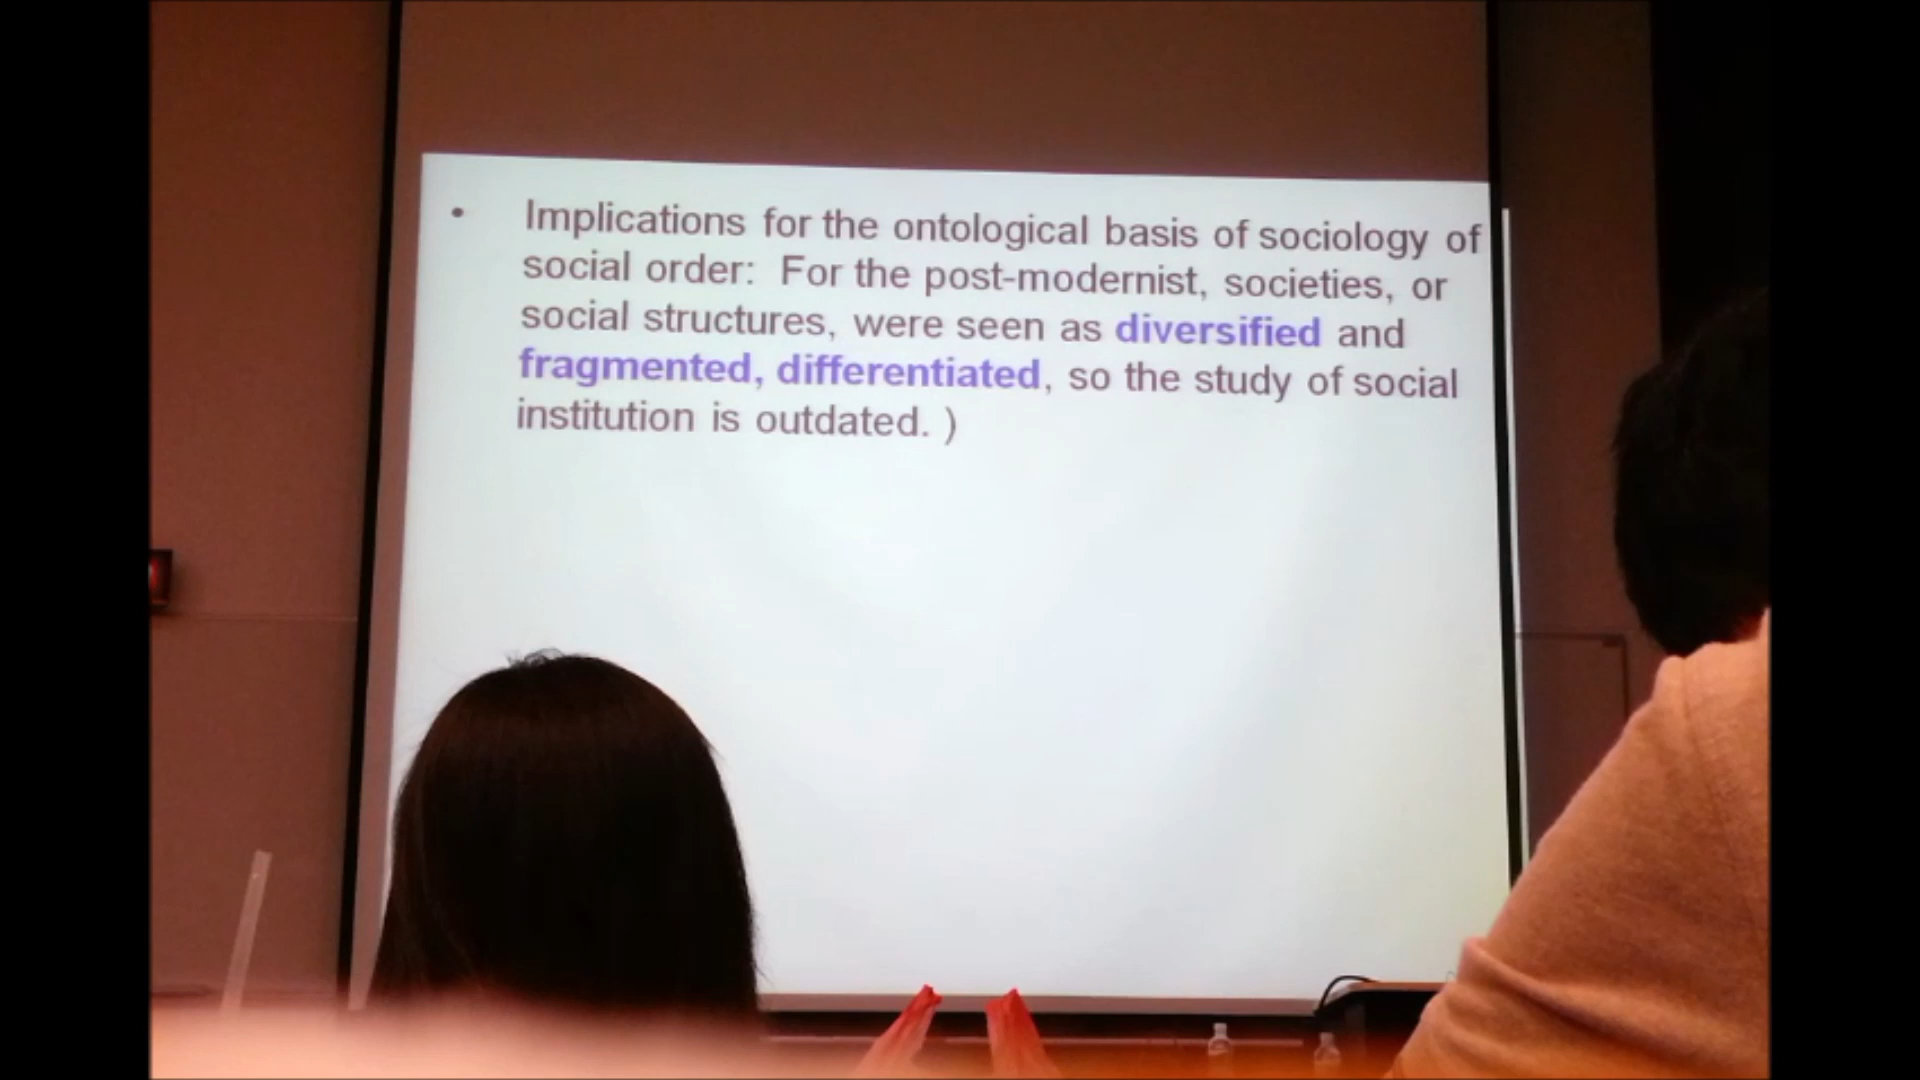 • Implications for the ontological basis of sociology of
social order: For the post-modernist, societies, or
social structures, were seen as diversified and
fragmented, differentiated, so the study of social
institution is outdated. )